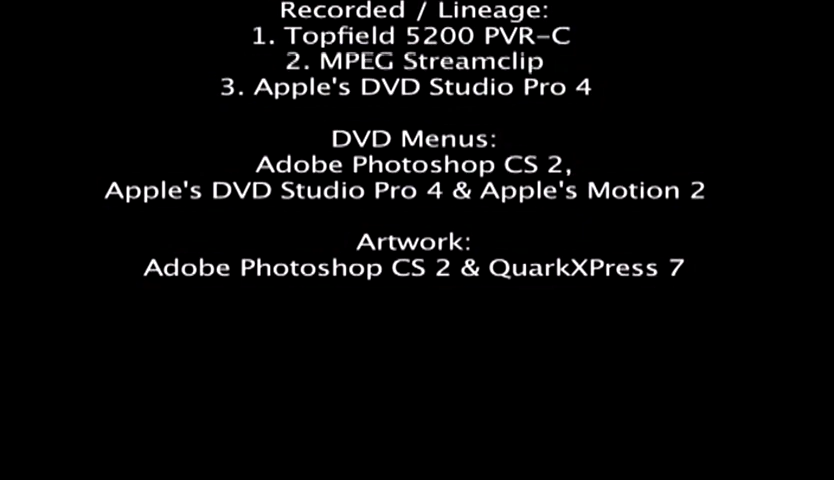 Recorded / Lineage:
1. Topfield 5200 PVR-C
2. MPEG Streamclip
3. Apple's DVD Studio Pro 4
DVD Menus:
Adobe Photoshop CS 2,
Apple's DVD Studio Pro 4 & Apple's Motion 2
Artwork:
Adobe Photoshop CS 2 & QuarkXPress 7